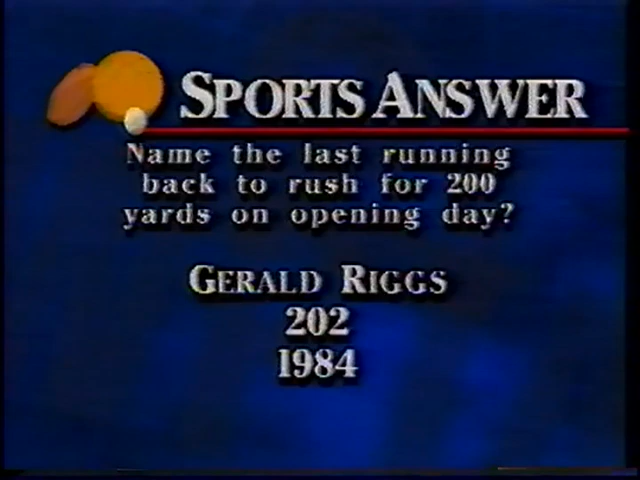 SPORTS ANSWER
Name the last running
back to rush for 200
yards on opening day?
GERALD RIGGS
202
1984